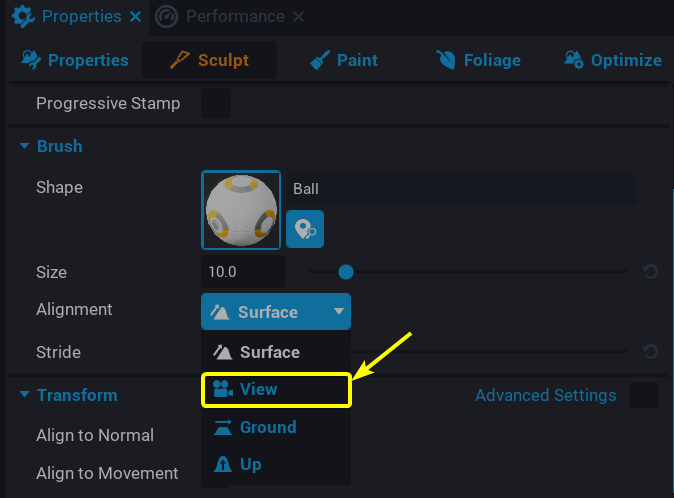 Properties Performance
Properties Sculpt Paint Foliage Optimize
Progressive Stamp
Brush
Shape Ball
Size 10.0
Alignment Surface
Stride Surface
View
Transform Advanced Settings
Ground
Align to Normal
Up
Align to Movement